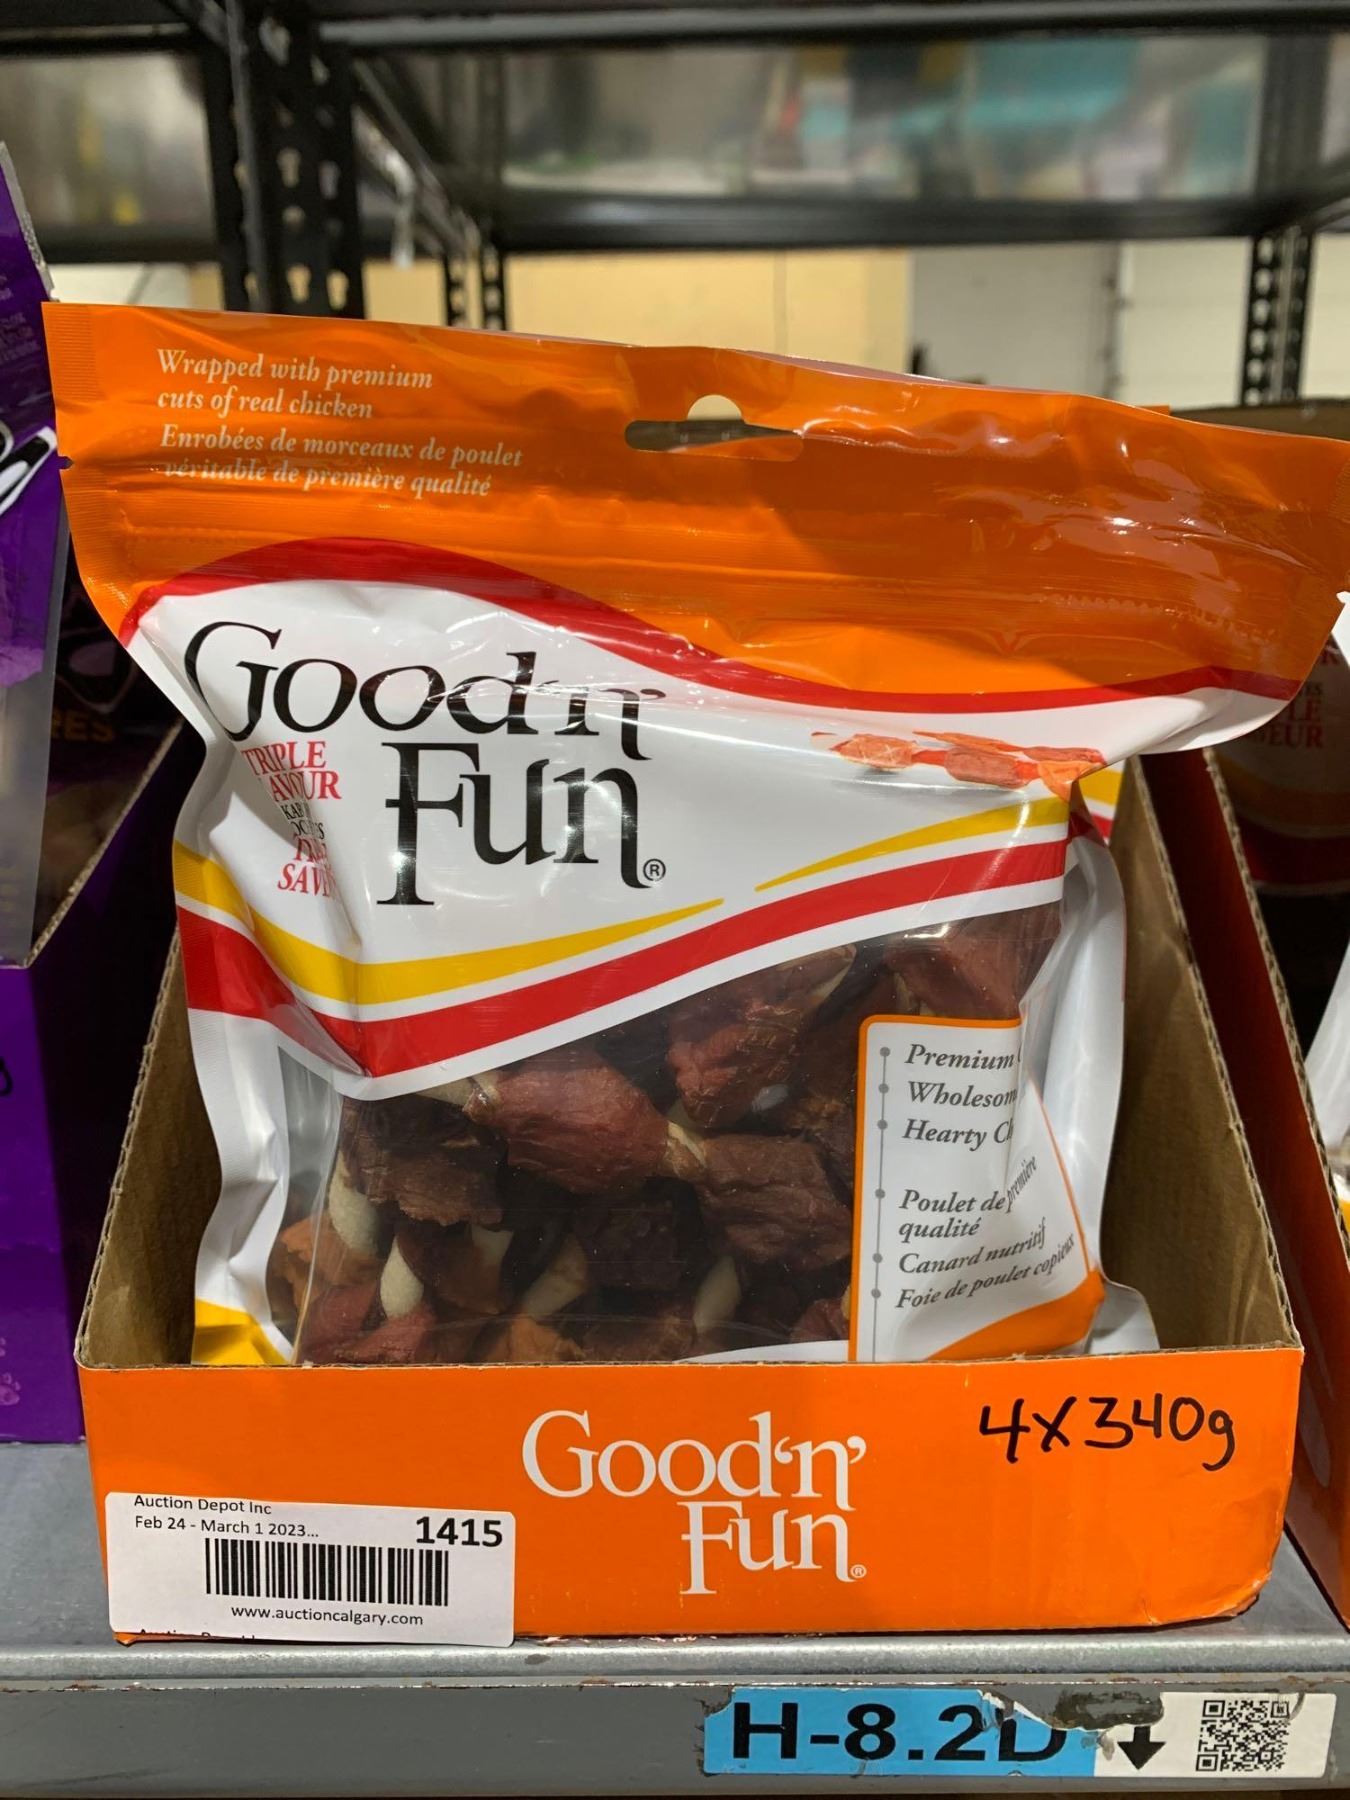 Wrapped with premium
cuts of real chicken
Enrobées de morceaux de poulet
véritable de première qualité
Good'n'
Fun®
TRIPLE
Premium
Hearty
Poulet de première
qualité
Canard nutritif
Foie de poulet copieux
Good'n'
Fun®
4X340g
Auction Depot Inc
Feb 24 - March 1 2023...
1415
www.auctioncalgary.com
H-8.2D